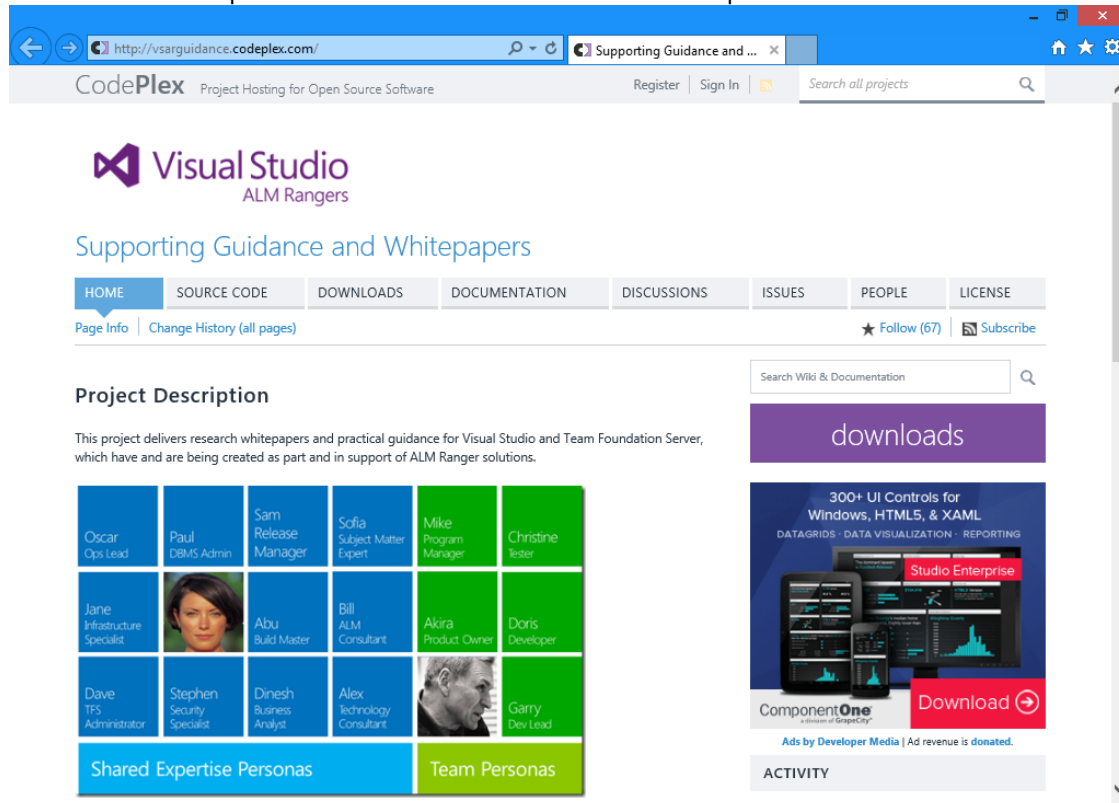 http://vsarguidance.codeplex.com/
Supporting Guidance and ...
CodePlex Project Hosting for Open Source Software
Register Sign In
Search all projects
Visual Studio
ALM Rangers
Supporting Guidance and Whitepapers
HOME SOURCE CODE DOWNLOADS DOCUMENTATION DISCUSSIONS ISSUES PEOPLE LICENSE
Page Info Change History (all pages)
Follow (67) Subscribe
Search Wiki & Documentation
Project Description
This project delivers research whitepapers and practical guidance for Visual Studio and Team Foundation Server,
which have and are being created as part and in support of ALM Ranger solutions.
Oscar
Ops Lead
Paul
DBMS Admin
Sam
Release
Manager
Sofia
Subject Matter
Expert
Mike
Program
Manager
Christine
Tester
Jane
Infrastructure
Specialist
Abu
Build Master
Bill
ALM
Consultant
Akira
Product Owner
Doris
Developer
Dave
TFS
Administrator
Stephen
Security
Specialist
Dinesh
Business
Analyst
Alex
Technology
Consultant
Garry
Dev Lead
Shared Expertise Personas
Team Personas
downloads
300+ UI Controls for
Windows, HTML5, &
XAML
DATAGRIDS · DATA VISUALIZATION · REPORTING
Studio Enterprise
Download
ComponentOne
a division of GrapeCity
Ads by Developer Media | Ad revenue is donated.
ACTIVITY